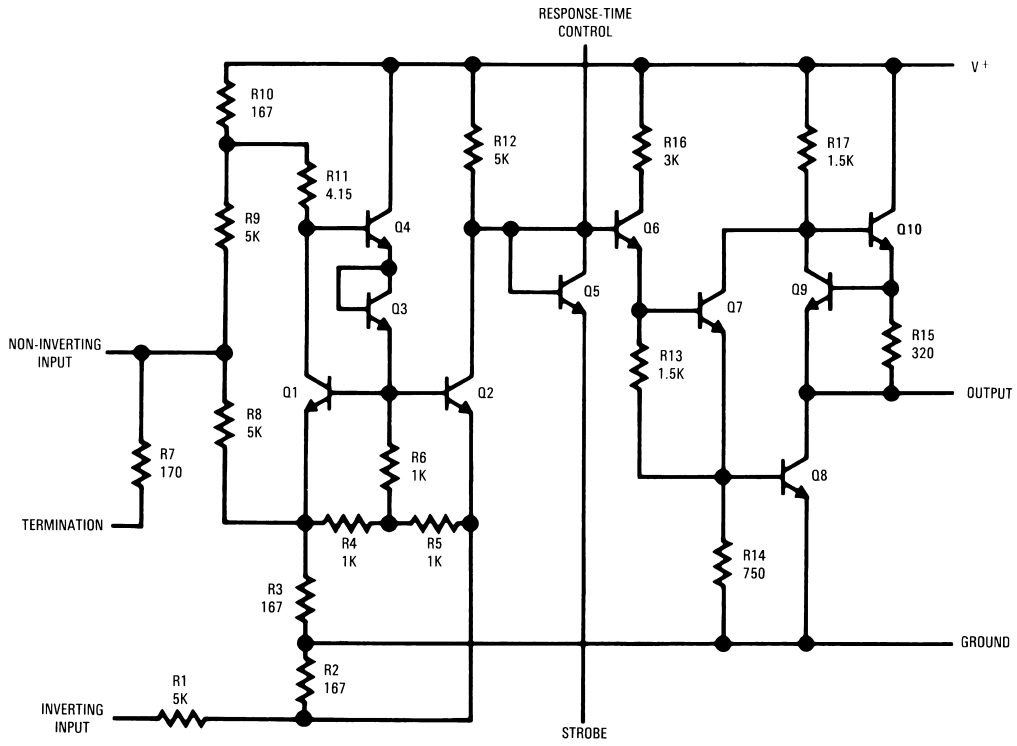 RESPONSE-TIME
CONTROL
V+
R10
167
R12
5K
R16
3K
R17
1.5K
R11
4.15
R9
5K
Q4
Q6
Q10
Q5
Q9
Q3
Q7
NON-INVERTING
INPUT
R13
1.5K
R15
320
Q1
Q2
OUTPUT
R8
5K
R7
170
R6
1K
Q8
TERMINATION
R4
1K
R5
1K
R14
750
R3
167
GROUND
R2
167
R1
5K
INVERTING
INPUT
STROBE